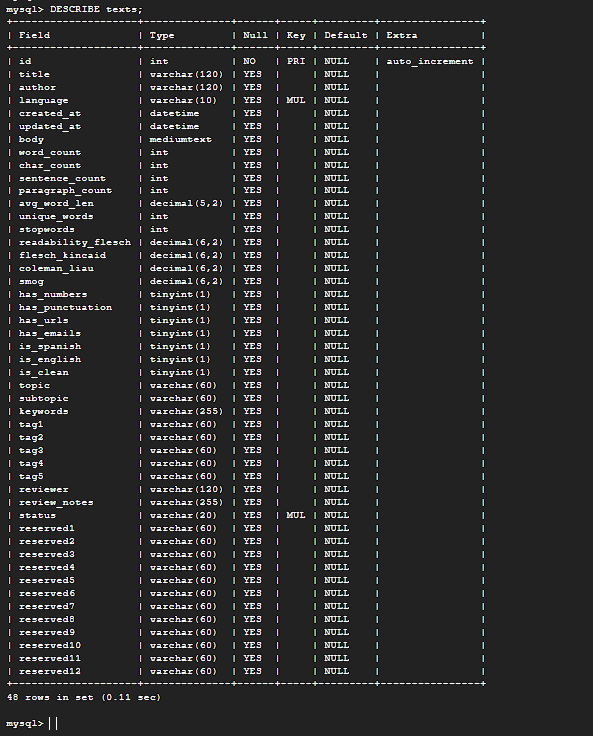 mysql> DESCRIBE texts;
+--------------------+--------------+------+-----+---------+----------------+
| Field | Type | Null | Key | Default | Extra |
+--------------------+--------------+------+-----+---------+----------------+
| id | int | NO | PRI | NULL | auto_increment |
| title | varchar(120) | YES | | NULL | |
| author | varchar(120) | YES | | NULL | |
| language | varchar(10) | YES | MUL | NULL | |
| created_at | datetime | YES | | NULL | |
| updated_at | datetime | YES | | NULL | |
| body | mediumtext | YES | | NULL | |
| word_count | int | YES | | NULL | |
| char_count | int | YES | | NULL | |
| sentence_count | int | YES | | NULL | |
| paragraph_count | int | YES | | NULL | |
| avg_word_len | decimal(5,2) | YES | | NULL | |
| unique_words | int | YES | | NULL | |
| stopwords | int | YES | | NULL | |
| readability_flesch | decimal(6,2) | YES | | NULL | |
| flesch_kincaid | decimal(6,2) | YES | | NULL | |
| coleman_liau | decimal(6,2) | YES | | NULL | |
| smog | decimal(6,2) | YES | | NULL | |
| has_numbers | tinyint(1) | YES | | NULL | |
| has_punctuation | tinyint(1) | YES | | NULL | |
| has_urls | tinyint(1) | YES | | NULL | |
| has_emails | tinyint(1) | YES | | NULL | |
| is_spanish | tinyint(1) | YES | | NULL | |
| is_english | tinyint(1) | YES | | NULL | |
| is_clean | tinyint(1) | YES | | NULL | |
| topic | varchar(60) | YES | | NULL | |
| subtopic | varchar(60) | YES | | NULL | |
| keywords | varchar(255) | YES | | NULL | |
| tag1 | varchar(60) | YES | | NULL | |
| tag2 | varchar(60) | YES | | NULL | |
| tag3 | varchar(60) | YES | | NULL | |
| tag4 | varchar(60) | YES | | NULL | |
| tag5 | varchar(60) | YES | | NULL | |
| reviewer | varchar(120) | YES | | NULL | |
| review_notes | varchar(255) | YES | | NULL | |
| status | varchar(20) | YES | MUL | NULL | |
| reserved1 | varchar(60) | YES | | NULL | |
| reserved2 | varchar(60) | YES | | NULL | |
| reserved3 | varchar(60) | YES | | NULL | |
| reserved4 | varchar(60) | YES | | NULL | |
| reserved5 | varchar(60) | YES | | NULL | |
| reserved6 | varchar(60) | YES | | NULL | |
| reserved7 | varchar(60) | YES | | NULL | |
| reserved8 | varchar(60) | YES | | NULL | |
| reserved9 | varchar(60) | YES | | NULL | |
| reserved10 | varchar(60) | YES | | NULL | |
| reserved11 | varchar(60) | YES | | NULL | |
| reserved12 | varchar(60) | YES | | NULL | |
+--------------------+--------------+------+-----+---------+----------------+
48 rows in set (0.11 sec)
mysql>